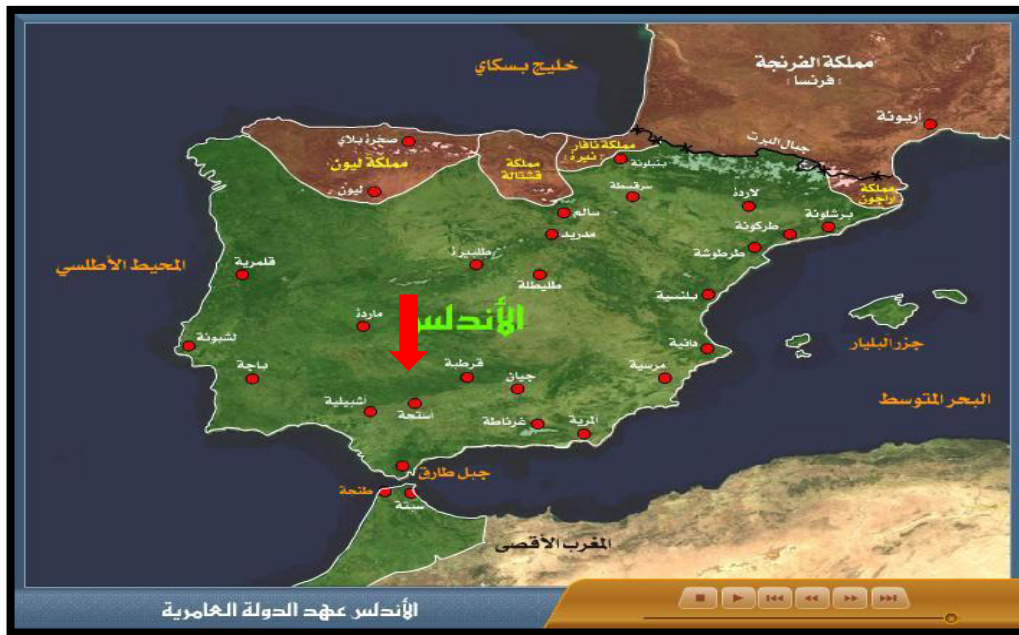 خليج بسكاي
مملكة الفرنجة
( فرنسا )
أربونة
صخرة بلاي
مملكة ليون
ليون
مملكة
قشتالة
مملكة نافار
( نبرة )
بنبلونة
جبال البرت
مملكة
أراجون
سرقسطة
لاردة
برشلونة
طركونة
طرطوشة
سالم
مدريد
طلبيرة
طليطلة
قلمرية
المحيط الأطلسي
بلنسية
الأندلس
ماردة
لشبونة
باجة
دانية
جزر البليار
مرسية
قرطبة
جيان
البحر المتوسط
أشبيلية
أستجة
غرناطة
المرية
جبل طارق
طنجة
سبتة
المغرب الأقصى
الأندلس عهد الدولة العامرية